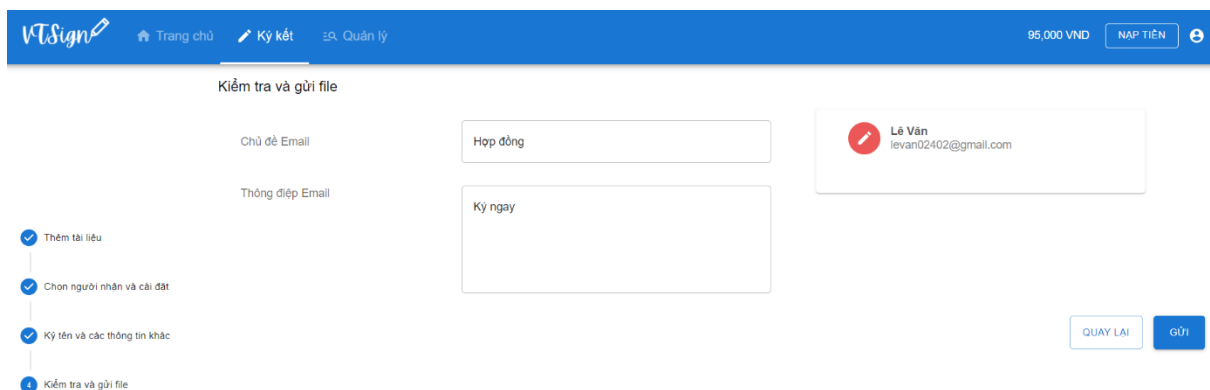 VTSign
Trang chủ
Ký kết
Quản lý
95,000 VND
NẠP TIỀN
Kiểm tra và gửi file
Chủ đề Email
Hợp đồng
Lê Văn
levan02402@gmail.com
Thông điệp Email
Ký ngay
Thêm tài liệu
Chọn người nhận và cài đặt
Ký tên và các thông tin khác
QUAY LẠI
GỬI
4
Kiểm tra và gửi file